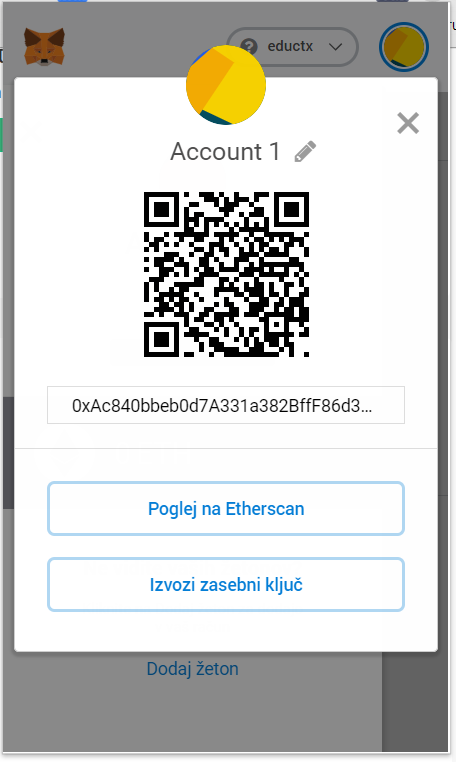 eductx
Account 1
0xAc840bbeb0d7A331a382BffF86d3...
Poglej na Etherscan
Izvozi zasebni ključ
Dodaj žeton